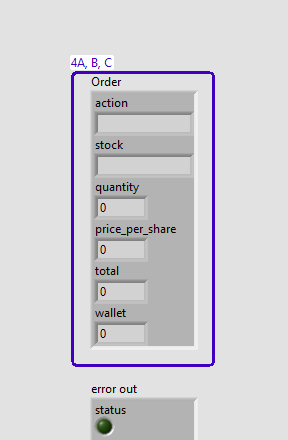 4A, B, C
Order
action
stock
quantity
0
price_per_share
0
total
0
wallet
0
error out
status